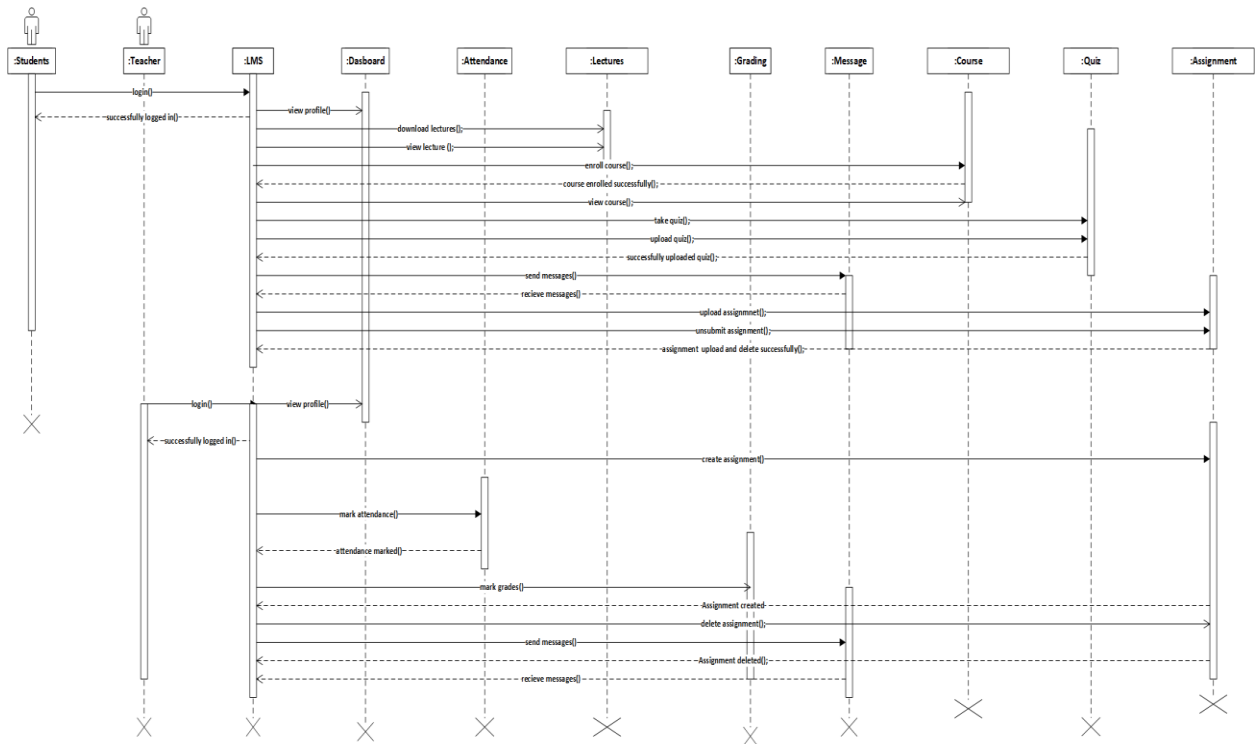 :Students
:Teacher
:LMS
:Dasboard
:Attendance
:Lectures
:Grading
:Message
:Course
:Quiz
:Assignment
login()
view profile()
successfully logged in()
download lectures();
view lecture ();
enroll course();
course enrolled successfully();
view course();
take quiz();
upload quiz();
successfully uploaded quiz();
send messages()
recieve messages()
upload assignmnet();
unsubmit assignment();
assignment upload and delete successfully();
login()
view profile()
successfully logged in()
create assignment()
mark attendance()
attendance marked()
mark grades()
Assignment created
delete assignment();
send messages()
Assignment deleted();
recieve messages()